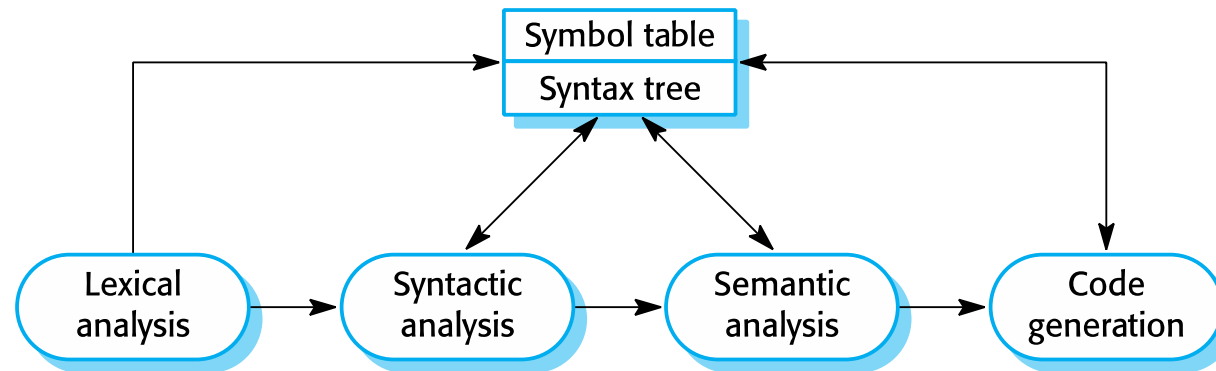 Symbol table
Syntax tree
Lexical
analysis
Syntactic
analysis
Semantic
analysis
Code
generation